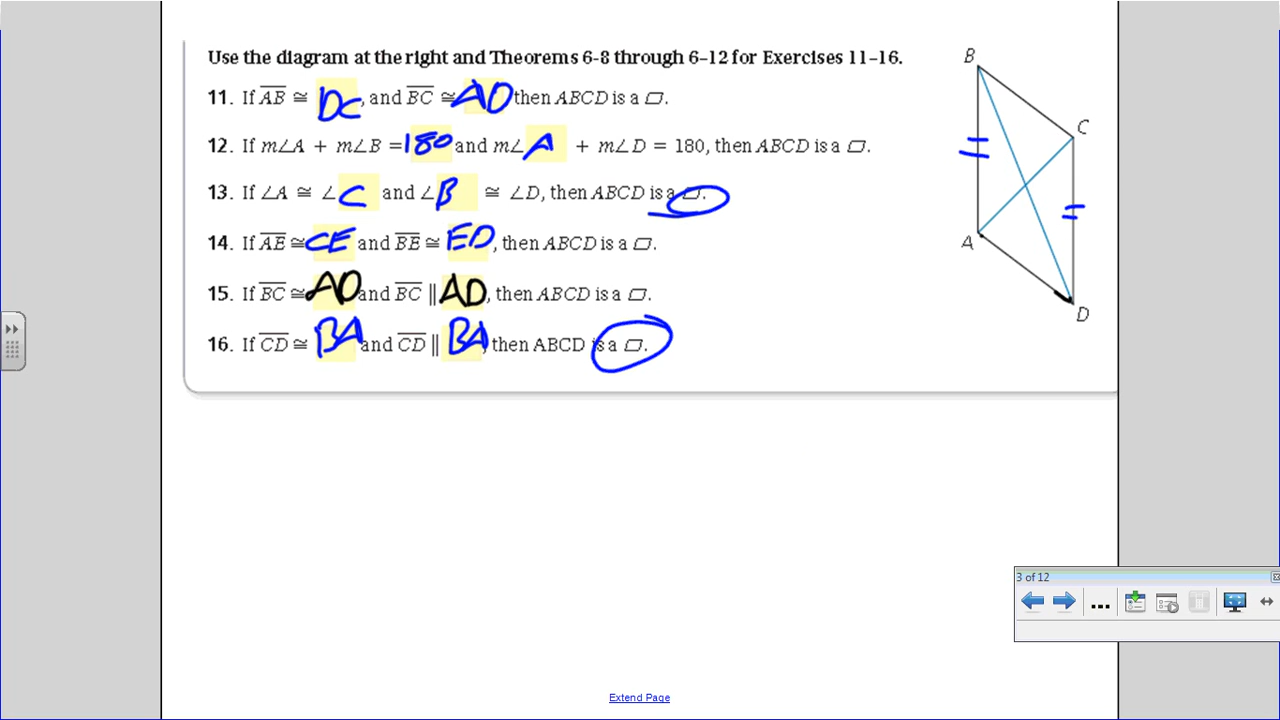 Use the diagram at the right and Theorems 6-8 through 6–12 for Exercises 11–16.
11. If AB ≅ DC, and BC ≅ AD then ABCD is a ▱.
12. If m∠A + m∠B = 180 and m∠A + m∠D = 180, then ABCD is a ▱.
13. If ∠A ≅ ∠C and ∠B ≅ ∠D, then ABCD is a ▱.
14. If AE ≅ CE and BE ≅ ED, then ABCD is a ▱.
15. If BC ≅ AD and BC ∥ AD, then ABCD is a ▱.
16. If CD ≅ BA and CD ∥ BA, then ABCD is a ▱.
B
C
A
D
3 of 12
...
Extend Page